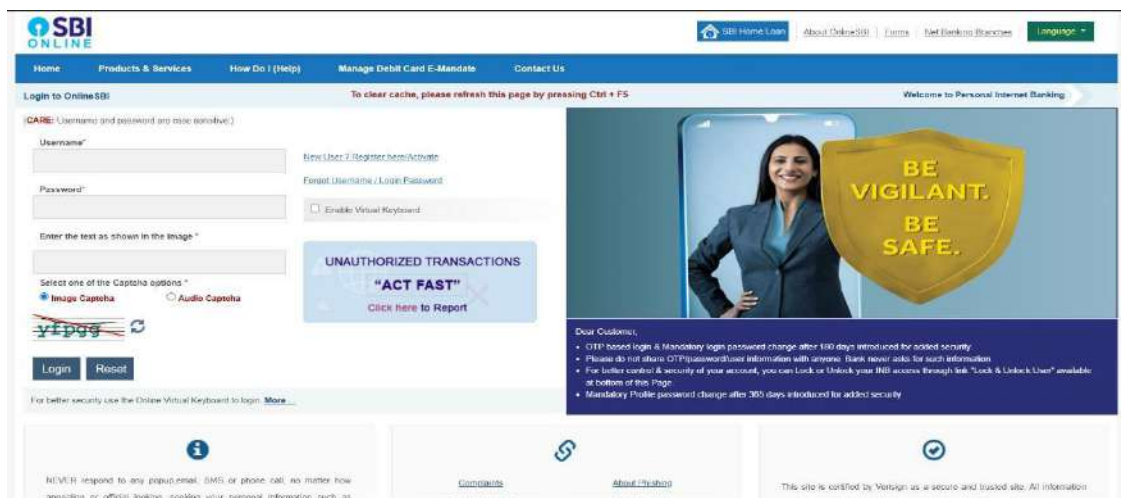 SBI
ONLINE
SBI Home Loan
About OnlineSBI
Forms
Net Banking Branches
Language
Home
Products & Services
How Do I (Help)
Manage Debit Card E-Mandate
Contact Us
Login to OnlineSBI
To clear cache, please refresh this page by pressing Ctrl + F5
Welcome to Personal Internet Banking
(CARE: Username and password are case sensitive.)
Username*
New User ? Register here/Activate
Forgot Username / Login Password
Password*
Enable Virtual Keyboard
Enter the text as shown in the image *
Select one of the Captcha options *
Image Captcha
Audio Captcha
yfpgg
Login
Reset
UNAUTHORIZED TRANSACTIONS
"ACT FAST"
Click here to Report
For better security use the Online Virtual Keyboard to login. More ...
BE
VIGILANT.
BE
SAFE.
Dear Customer,
OTP based login & Mandatory login password change after 180 days introduced for added security
Please do not share OTP/password/user information with anyone. Bank never asks for such information
For better control & security of your account, you can Lock or Unlock your INB access through link "Lock & Unlock User" available
at bottom of this Page.
Mandatory Profile password change after 365 days introduced for added security
NEVER respond to any popup,email, SMS or phone call, no matter how
appealing or official looking, seeking your personal information such as
Complaints
About Phishing
This site is certified by Verisign as a secure and trusted site. All information